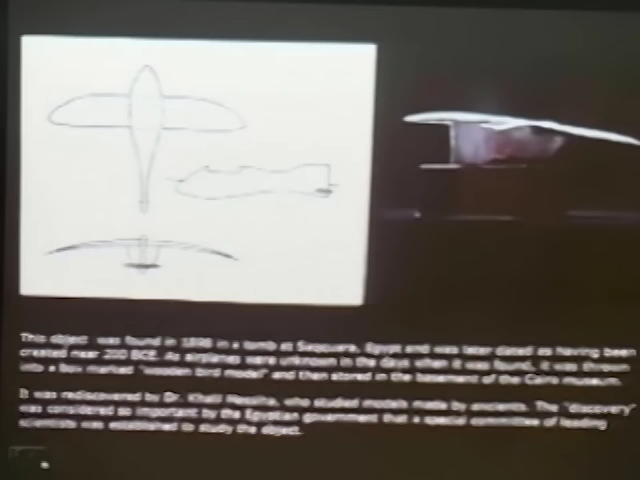 This object was found in 1898 in a tomb at Saqquara, Egypt and was later dated as having been
created near 200 BCE. As airplanes were unknown in the days when it was found, it was thrown
into a box marked "wooden bird model" and then stored in the basement of the Cairo museum.
It was rediscovered by Dr. Khalil Messiha, who studied models made by ancients. The "discovery"
was considered so important by the Egyptian government that a special committee of leading
scientists was established to study the object.